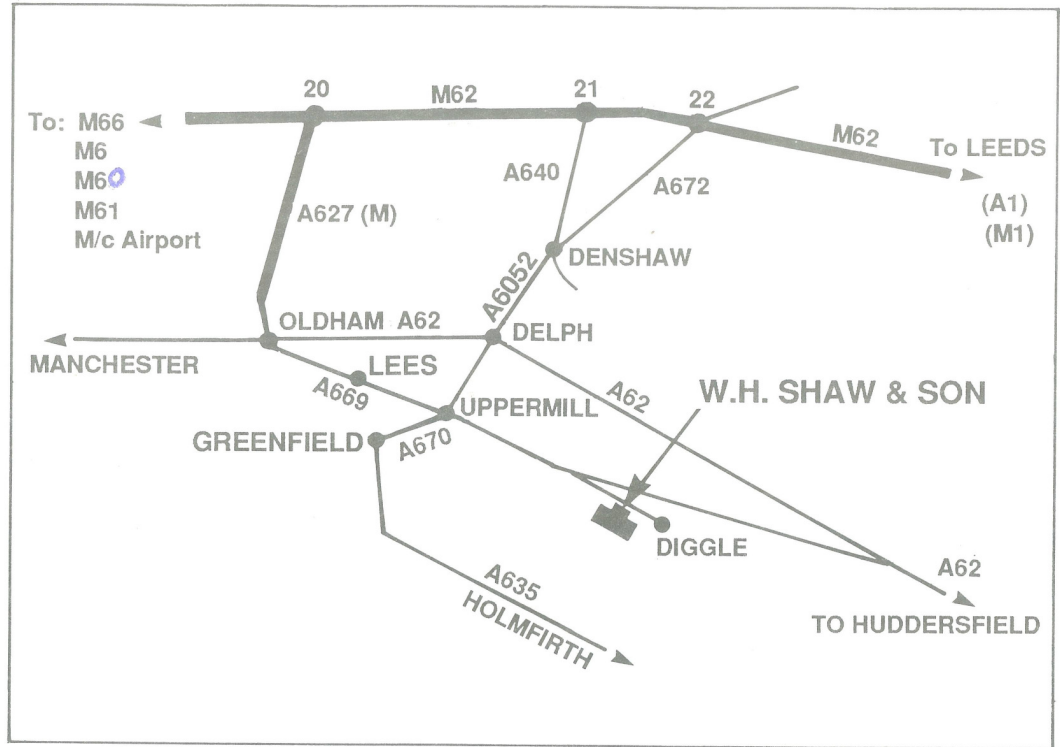 20
21
22
M62
M62
To: M66
M6
M60
M61
M/c Airport
To LEEDS
(A1)
(M1)
A640
A672
A627 (M)
DENSHAW
A6052
OLDHAM A62
DELPH
MANCHESTER
LEES
A669
A62
W.H. SHAW & SON
UPPERMILL
GREENFIELD
A670
DIGGLE
A62
A635
HOLMFIRTH
TO HUDDERSFIELD